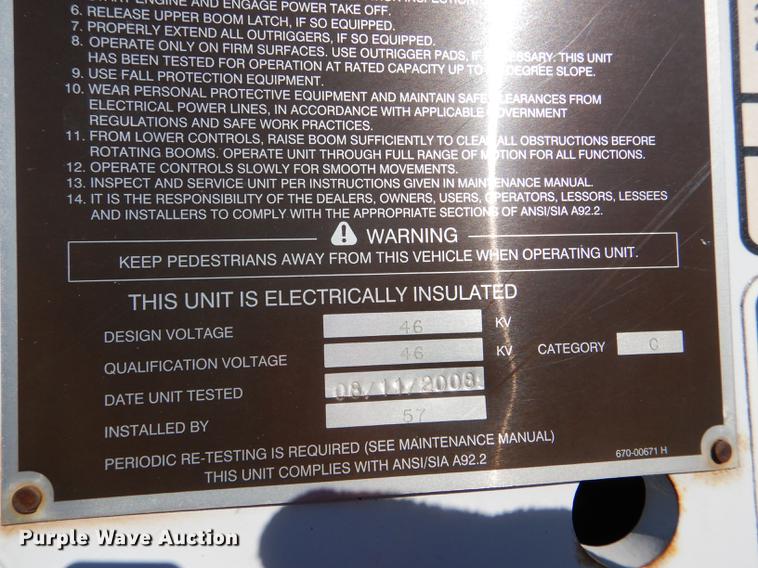 START ENGINE AND ENGAGE POWER TAKE OFF.
6. RELEASE UPPER BOOM LATCH, IF SO EQUIPPED.
7. PROPERLY EXTEND ALL OUTRIGGERS, IF SO EQUIPPED.
8. OPERATE ONLY ON FIRM SURFACES. USE OUTRIGGER PADS, IF NECESSARY. THIS UNIT
HAS BEEN TESTED FOR OPERATION AT RATED CAPACITY UP TO DEGREE SLOPE.
9. USE FALL PROTECTION EQUIPMENT.
10. WEAR PERSONAL PROTECTIVE EQUIPMENT AND MAINTAIN SAFE CLEARANCES FROM
ELECTRICAL POWER LINES, IN ACCORDANCE WITH APPLICABLE GOVERNMENT
REGULATIONS AND SAFE WORK PRACTICES.
11. FROM LOWER CONTROLS, RAISE BOOM SUFFICIENTLY TO CLEAR ALL OBSTRUCTIONS BEFORE
ROTATING BOOMS. OPERATE UNIT THROUGH FULL RANGE OF MOTION FOR ALL FUNCTIONS.
12. OPERATE CONTROLS SLOWLY FOR SMOOTH MOVEMENTS.
13. INSPECT AND SERVICE UNIT PER INSTRUCTIONS GIVEN IN MAINTENANCE MANUAL.
14. IT IS THE RESPONSIBILITY OF THE DEALERS, OWNERS, USERS, OPERATORS, LESSORS, LESSEES
AND INSTALLERS TO COMPLY WITH THE APPROPRIATE SECTIONS OF ANSI/SIA A92.2.
WARNING
KEEP PEDESTRIANS AWAY FROM THIS VEHICLE WHEN OPERATING UNIT.
THIS UNIT IS ELECTRICALLY INSULATED
DESIGN VOLTAGE 46 KV
QUALIFICATION VOLTAGE 46 KV CATEGORY C
DATE UNIT TESTED 08/11/2008
INSTALLED BY 57
PERIODIC RE-TESTING IS REQUIRED (SEE MAINTENANCE MANUAL)
THIS UNIT COMPLIES WITH ANSI/SIA A92.2
670-00671 H
Purple Wave Auction